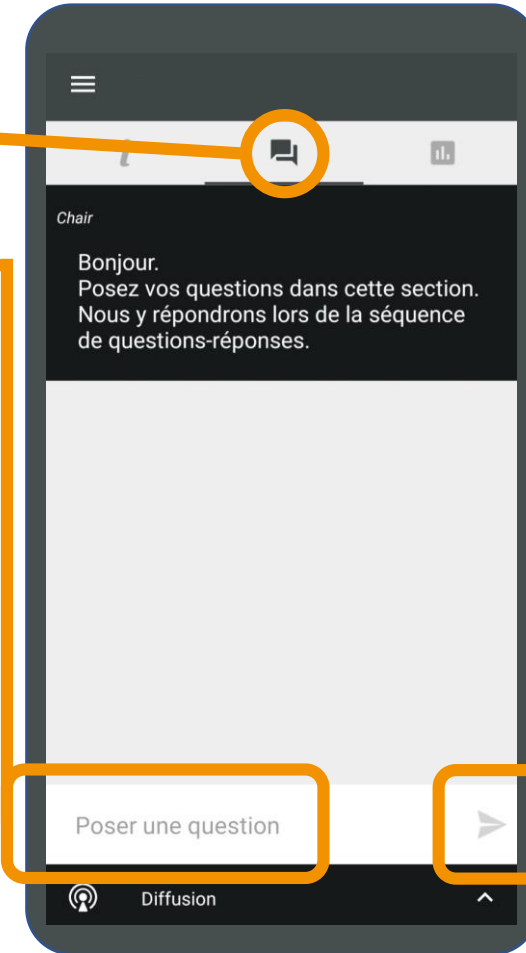 i
Chair
Bonjour.
Posez vos questions dans cette section.
Nous y répondrons lors de la séquence
de questions-réponses.
Poser une question
Diffusion